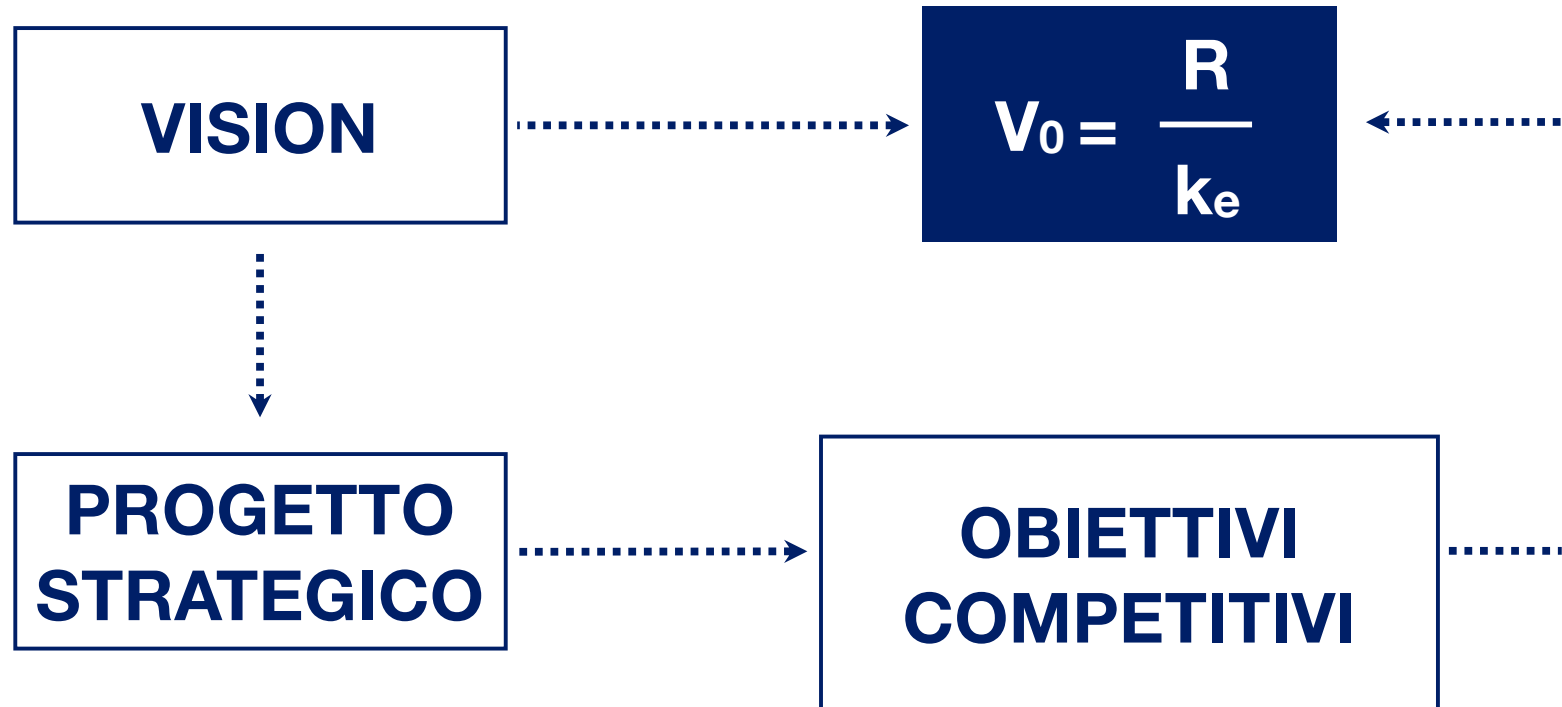 VISION
V₀ = R / kₑ
PROGETTO
STRATEGICO
OBIETTIVI
COMPETITIVI